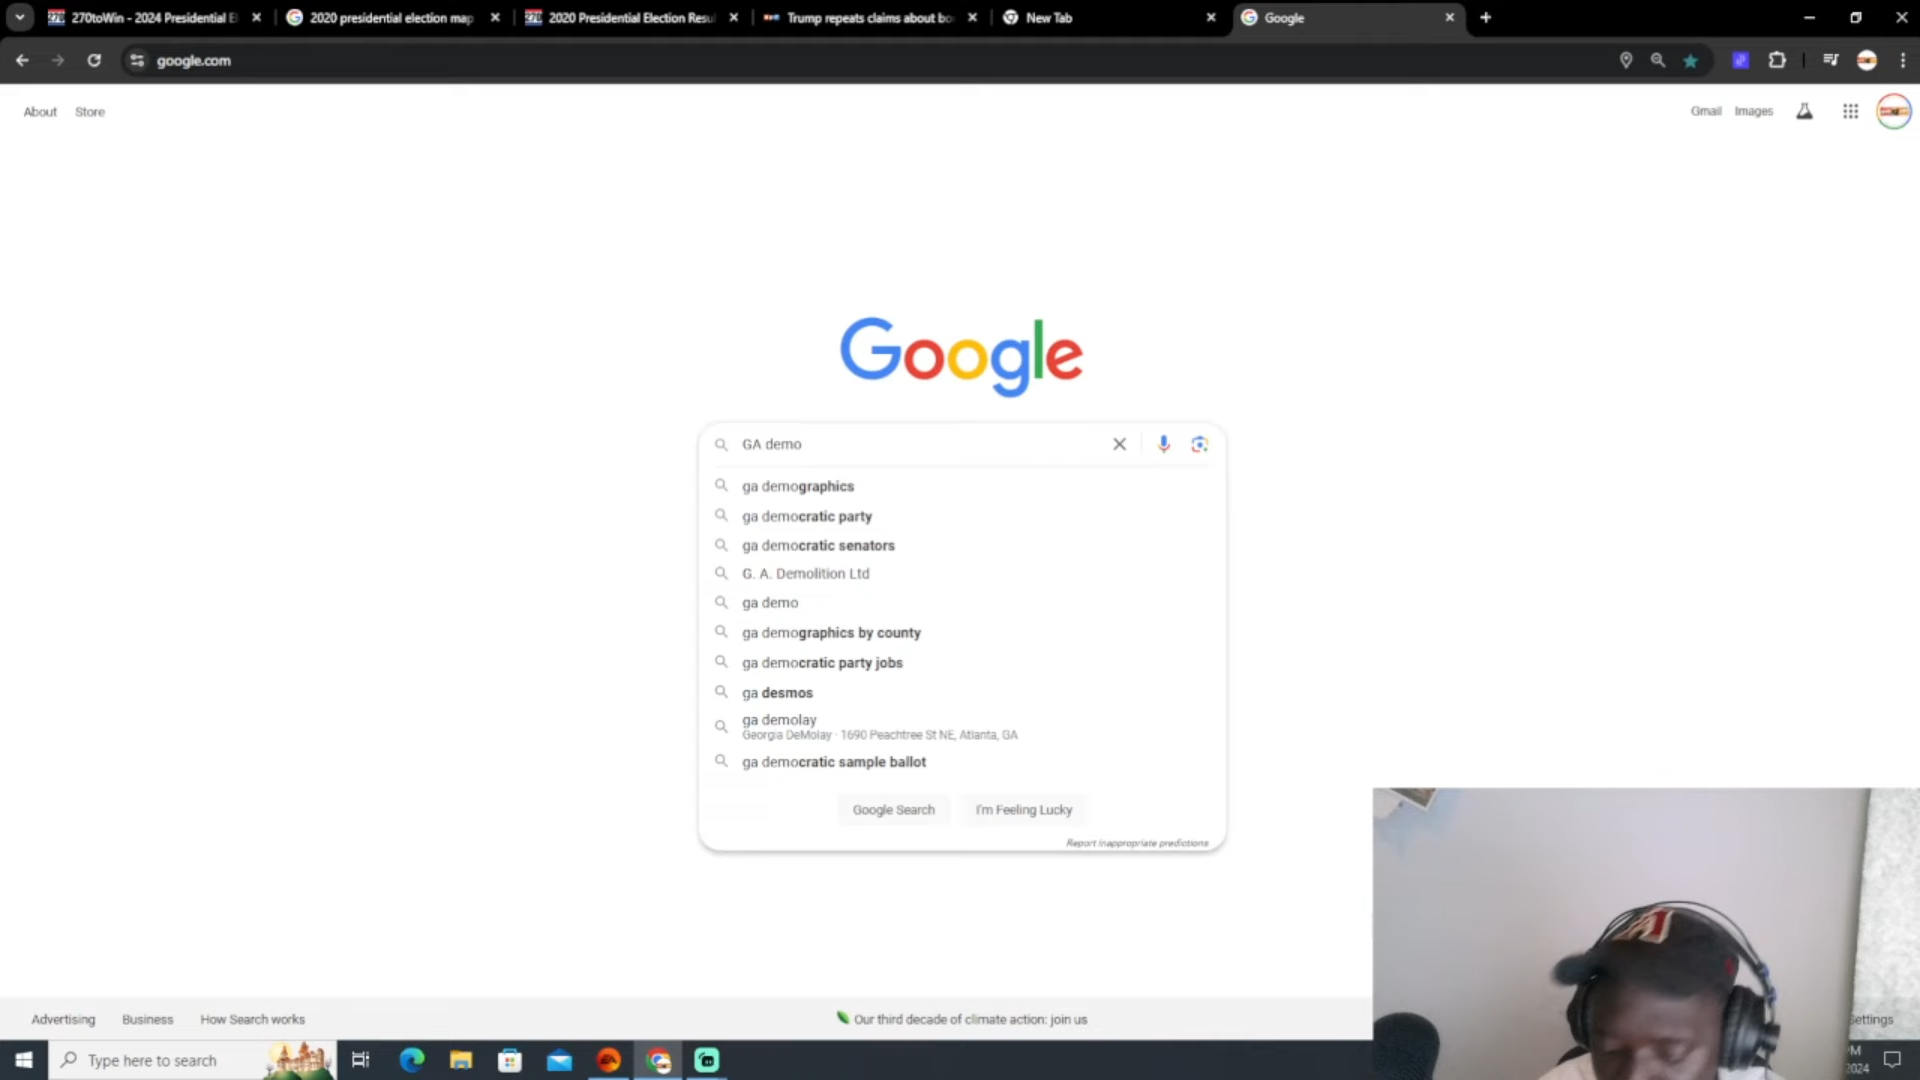 270toWin - 2024 Presidential E
2020 presidential election map
2020 Presidential Election Resu
Trump repeats claims about bo
New Tab
Google
google.com
About
Store
Gmail
Images
Google
GA demo
ga demographics
ga democratic party
ga democratic senators
G. A. Demolition Ltd
ga demo
ga demographics by county
ga democratic party jobs
ga desmos
ga demolay
Georgia DeMolay · 1690 Peachtree St NE, Atlanta, GA
ga democratic sample ballot
Google Search
I'm Feeling Lucky
Report inappropriate predictions
Advertising
Business
How Search works
Our third decade of climate action: join us
Settings
Type here to search
PM
2024